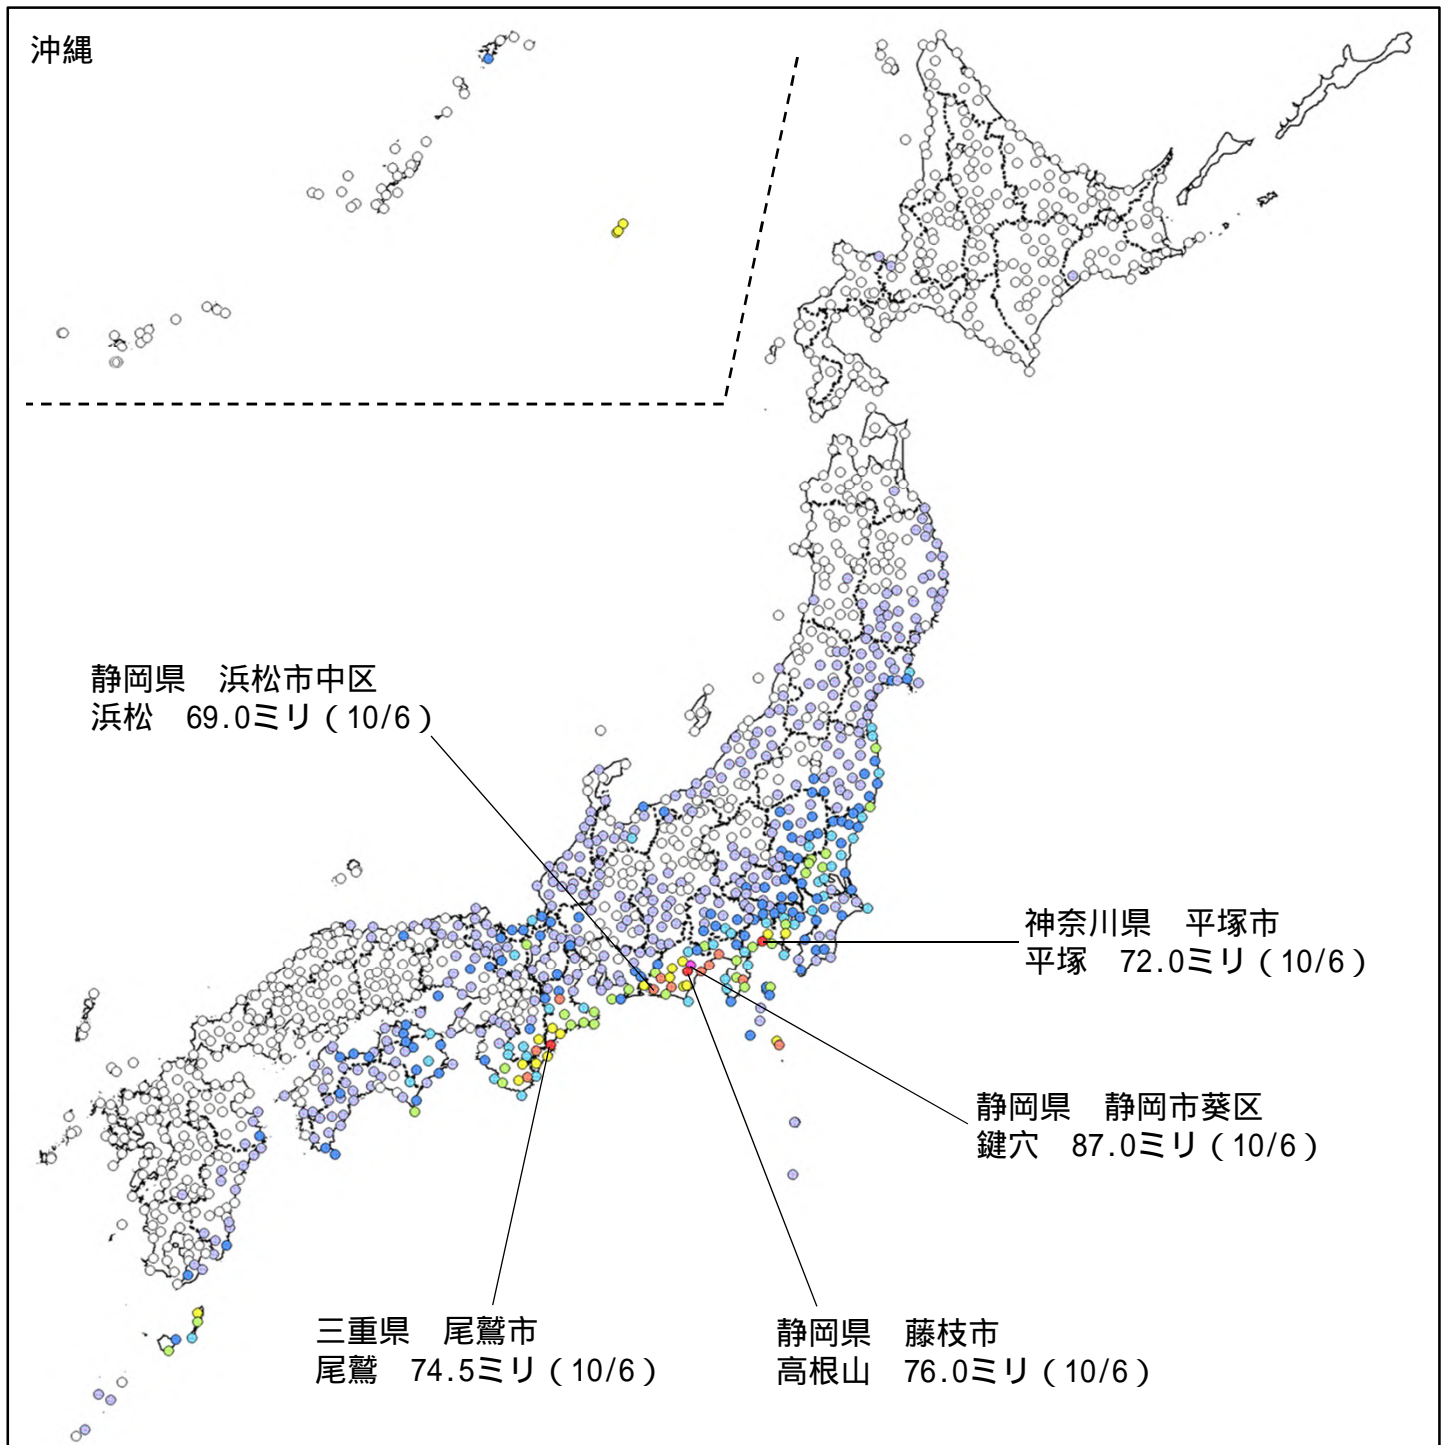 沖縄
静岡県　浜松市中区
浜松　69.0ミリ（10/6）
神奈川県　平塚市
平塚　72.0ミリ（10/6）
静岡県　静岡市葵区
鍵穴　87.0ミリ（10/6）
三重県　尾鷲市
尾鷲　74.5ミリ（10/6）
静岡県　藤枝市
高根山　76.0ミリ（10/6）